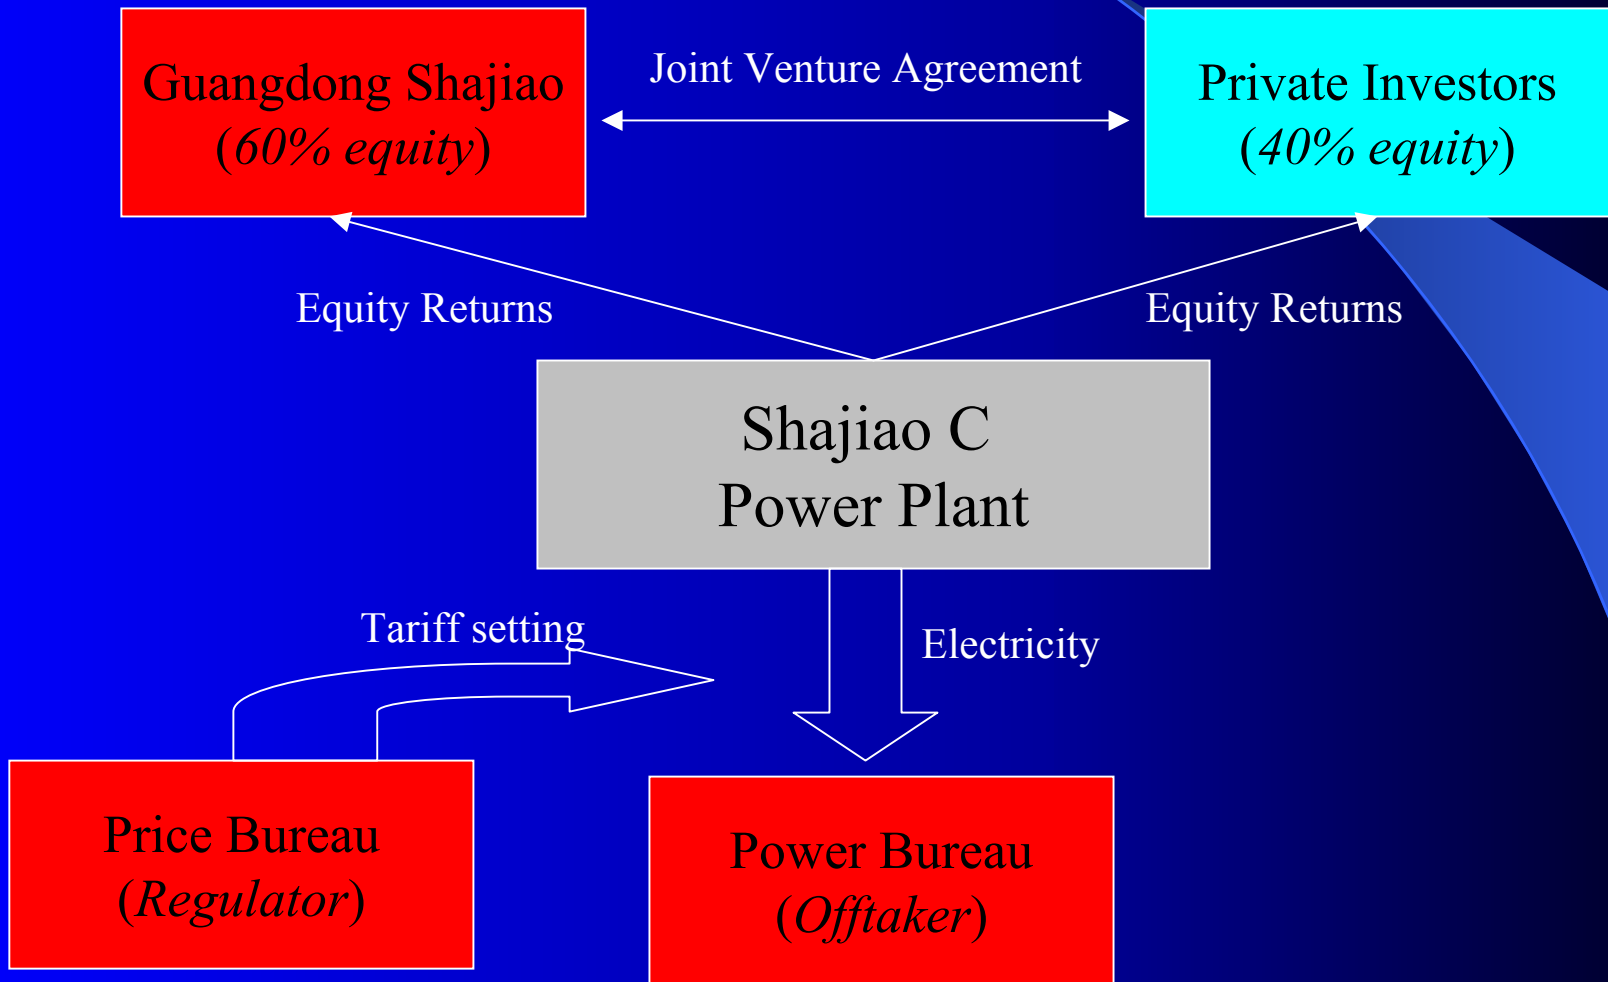 Guangdong Shajiao
(60% equity)
Joint Venture Agreement
Private Investors
(40% equity)
Equity Returns
Equity Returns
Shajiao C
Power Plant
Tariff setting
Electricity
Price Bureau
(Regulator)
Power Bureau
(Offtaker)